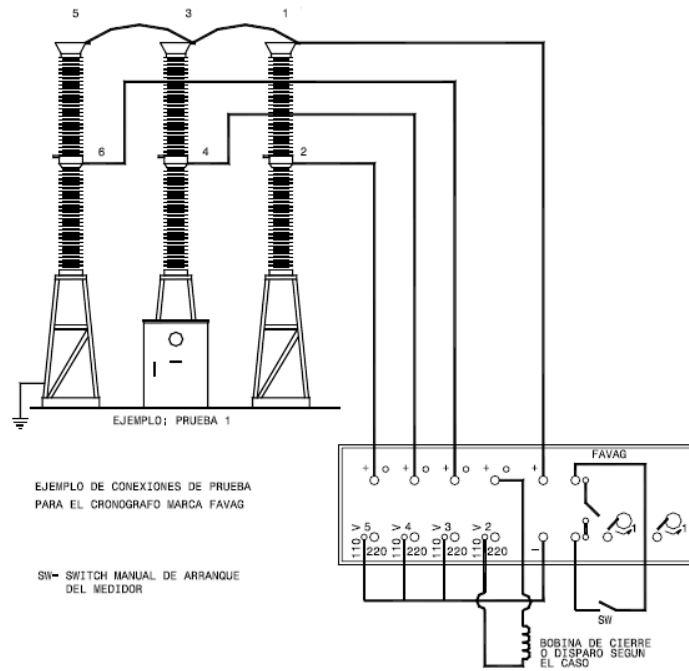 5 3 1
6 4 2
EJEMPLO; PRUEBA 1
EJEMPLO DE CONEXIONES DE PRUEBA
PARA EL CRONOGRAFO MARCA FAVAG
SW- SWITCH MANUAL DE ARRANQUE
DEL MEDIDOR
FAVAG
+ + + + +
110 V 5 220 110 V 4 220 110 V 3 220 110 V 2 220 - 1 1
SW
BOBINA DE CIERRE
O DISPARO SEGUN
EL CASO